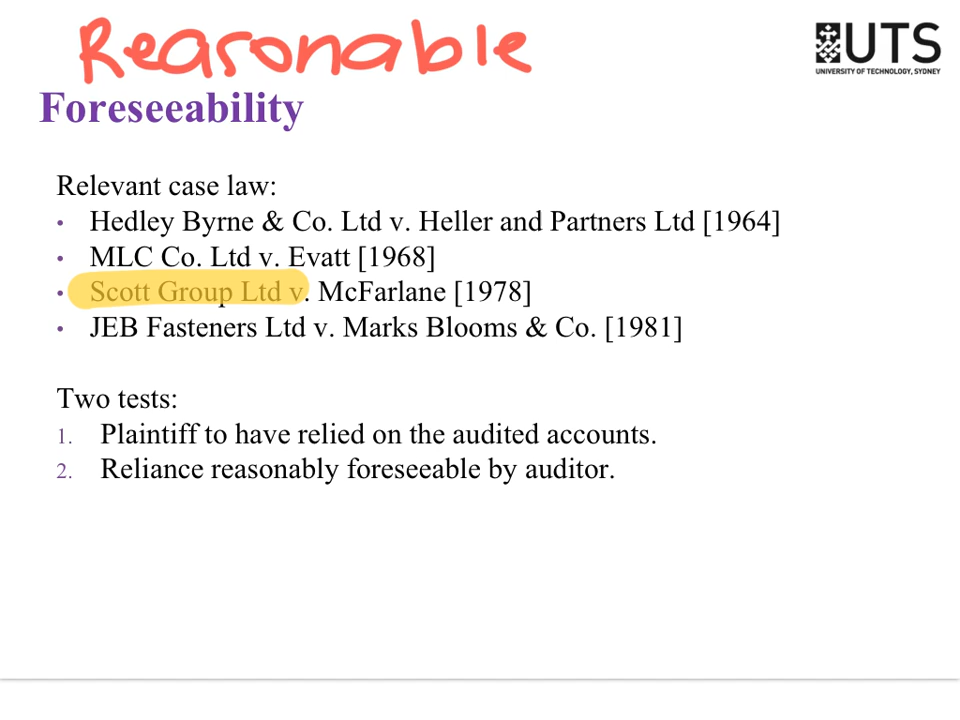 Reasonable
UTS
UNIVERSITY OF TECHNOLOGY, SYDNEY
Foreseeability
Relevant case law:
• Hedley Byrne & Co. Ltd v. Heller and Partners Ltd [1964]
• MLC Co. Ltd v. Evatt [1968]
• Scott Group Ltd v. McFarlane [1978]
• JEB Fasteners Ltd v. Marks Blooms & Co. [1981]
Two tests:
1. Plaintiff to have relied on the audited accounts.
2. Reliance reasonably foreseeable by auditor.